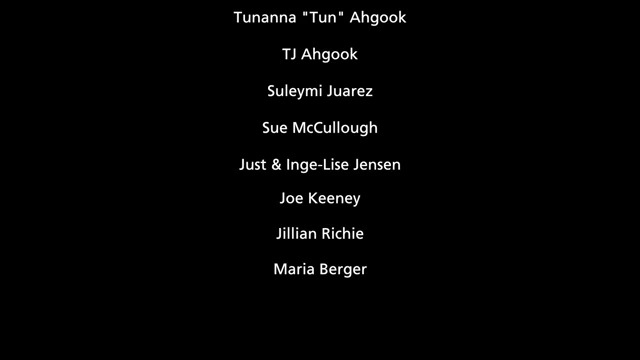 Tunanna "Tun" Ahgook
TJ Ahgook
Suleymi Juarez
Sue McCullough
Just & Inge-Lise Jensen
Joe Keeney
Jillian Richie
Maria Berger